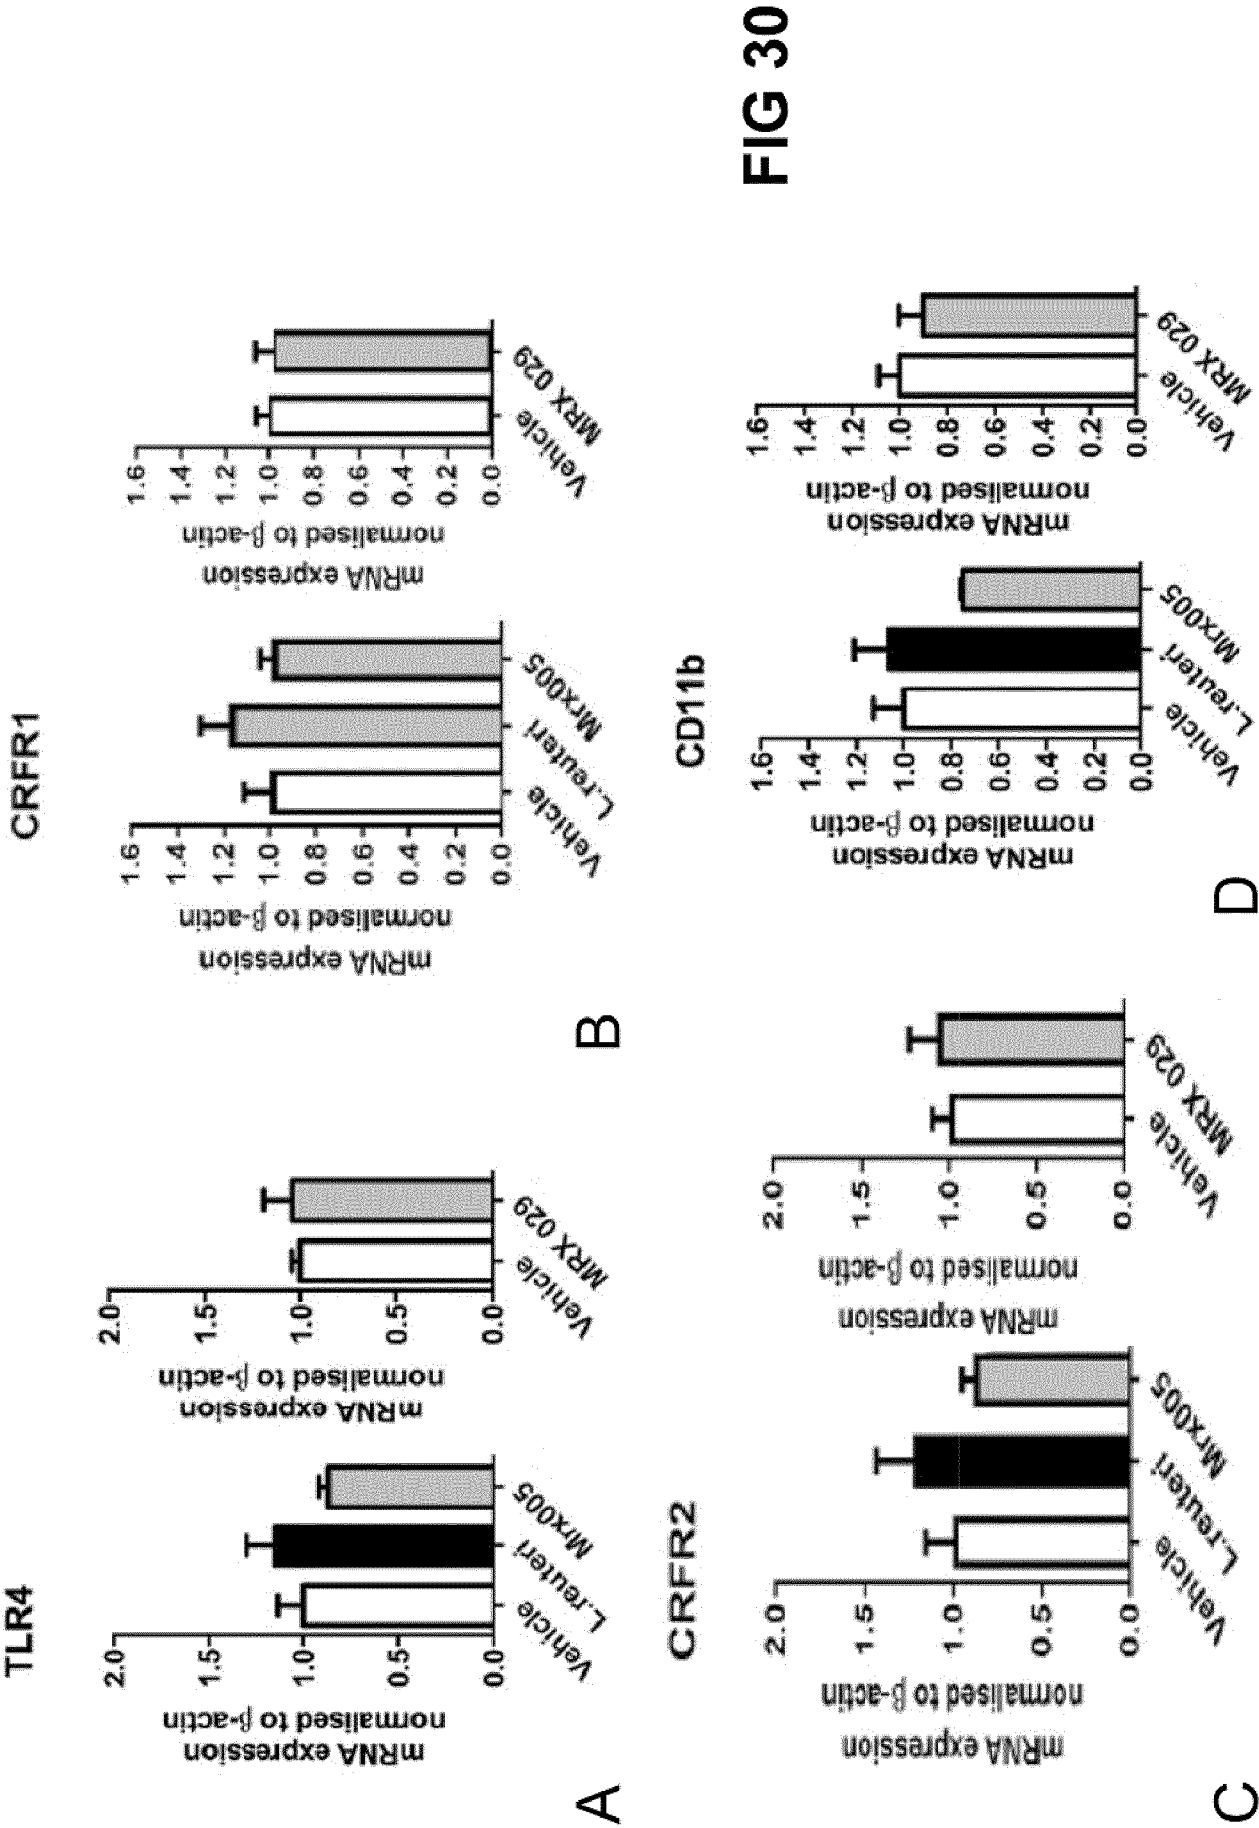 TLR4
mRNA expression
normalised to β-actin
2.0
1.5
1.0
0.5
0.0
Vehicle
L.reuteri
Mrx005
mRNA expression
normalised to β-actin
2.0
1.5
1.0
0.5
0.0
Vehicle
MRX 029
A
CRFR1
mRNA expression
normalised to β-actin
1.6
1.4
1.2
1.0
0.8
0.6
0.4
0.2
0.0
Vehicle
L.reuteri
Mrx005
mRNA expression
normalised to β-actin
1.6
1.4
1.2
1.0
0.8
0.6
0.4
0.2
0.0
Vehicle
MRX 029
B
CRFR2
mRNA expression
normalised to β-actin
2.0
1.5
1.0
0.5
0.0
Vehicle
L.reuteri
Mrx005
mRNA expression
normalised to β-actin
2.0
1.5
1.0
0.5
0.0
Vehicle
MRX 029
C
CD11b
mRNA expression
normalised to β-actin
1.6
1.4
1.2
1.0
0.8
0.6
0.4
0.2
0.0
Vehicle
L.reuteri
Mrx005
mRNA expression
normalised to β-actin
1.6
1.4
1.2
1.0
0.8
0.6
0.4
0.2
0.0
Vehicle
MRX 029
D
FIG 30